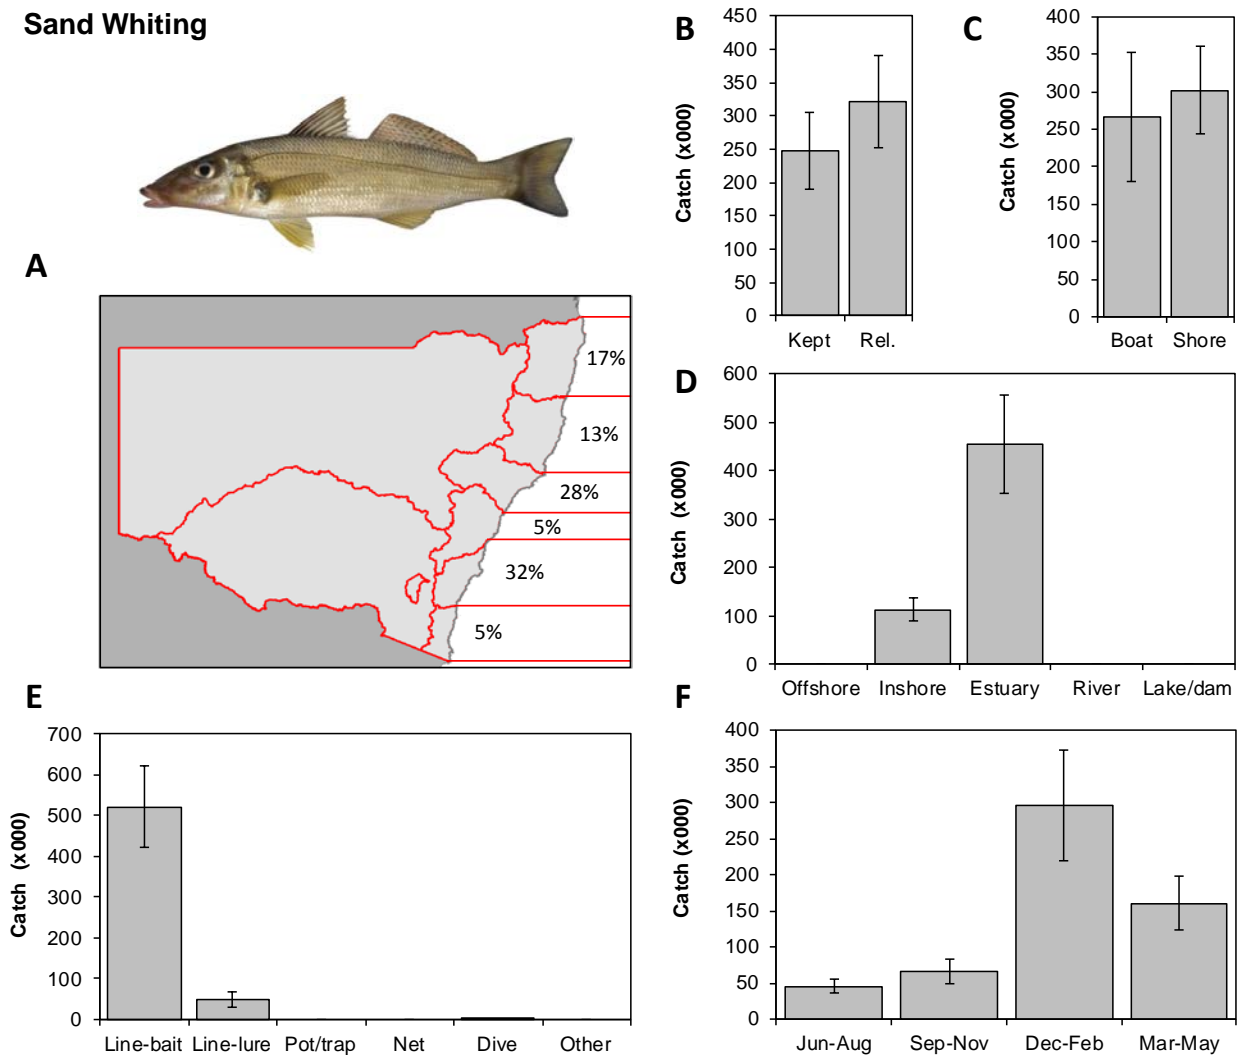 Sand Whiting
A
17%
13%
28%
5%
32%
5%
B
Catch (x000)
450
400
350
300
250
200
150
100
50
0
Kept Rel.
C
Catch (x000)
400
350
300
250
200
150
100
50
0
Boat Shore
D
Catch (x000)
600
500
400
300
200
100
0
Offshore Inshore Estuary River Lake/dam
E
Catch (x000)
700
600
500
400
300
200
100
0
Line-bait Line-lure Pot/trap Net Dive Other
F
Catch (x000)
400
350
300
250
200
150
100
50
0
Jun-Aug Sep-Nov Dec-Feb Mar-May